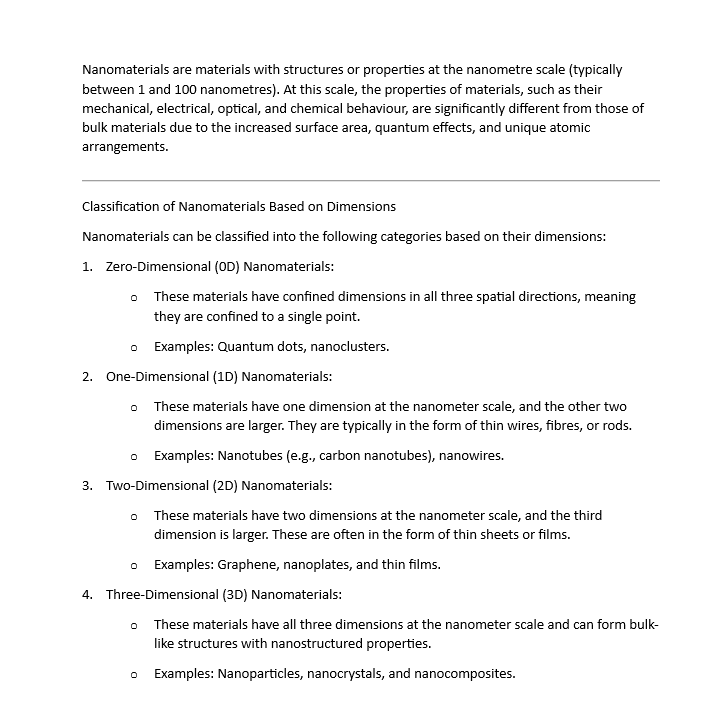 Nanomaterials are materials with structures or properties at the nanometre scale (typically
between 1 and 100 nanometres). At this scale, the properties of materials, such as their
mechanical, electrical, optical, and chemical behaviour, are significantly different from those of
bulk materials due to the increased surface area, quantum effects, and unique atomic
arrangements.
Classification of Nanomaterials Based on Dimensions
Nanomaterials can be classified into the following categories based on their dimensions:
1. Zero-Dimensional (0D) Nanomaterials:
o These materials have confined dimensions in all three spatial directions, meaning
they are confined to a single point.
o Examples: Quantum dots, nanoclusters.
2. One-Dimensional (1D) Nanomaterials:
o These materials have one dimension at the nanometer scale, and the other two
dimensions are larger. They are typically in the form of thin wires, fibres, or rods.
o Examples: Nanotubes (e.g., carbon nanotubes), nanowires.
3. Two-Dimensional (2D) Nanomaterials:
o These materials have two dimensions at the nanometer scale, and the third
dimension is larger. These are often in the form of thin sheets or films.
o Examples: Graphene, nanoplates, and thin films.
4. Three-Dimensional (3D) Nanomaterials:
o These materials have all three dimensions at the nanometer scale and can form bulk-
like structures with nanostructured properties.
o Examples: Nanoparticles, nanocrystals, and nanocomposites.